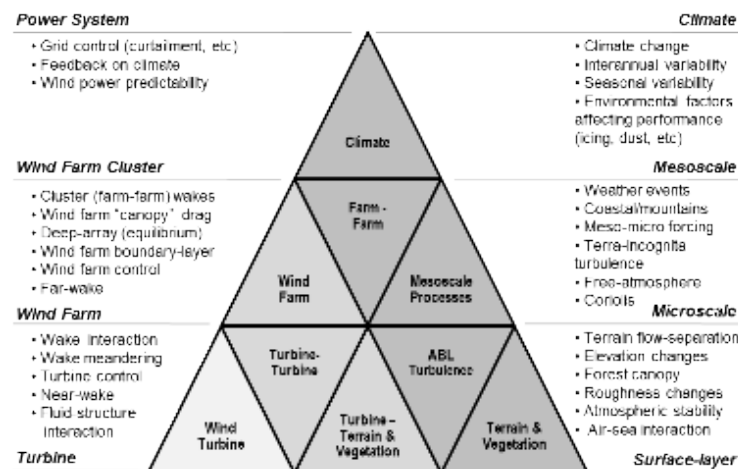 Power System
Climate
• Grid control (curtailment, etc)
• Feedback on climate
• Wind power predictability
• Climate change
• Interannual variability
• Seasonal variability
• Environmental factors
affecting performance
(icing, dust, etc)
Climate
Wind Farm Cluster
Mesoscale
• Cluster (farm-farm) wakes
• Wind farm "canopy" drag
• Deep-array (equilibrium)
• Wind farm boundary-layer
• Wind farm control
• Far-wake
Farm -
Farm
Wind
Farm
Mesoscale
Processes
• Weather events
• Coastal/mountains
• Meso-micro forcing
• Terra-incognita
turbulence
• Free-atmosphere
• Coriolis
Wind Farm
Microscale
• Wake interaction
• Wake meandering
• Turbine control
• Near-wake
• Fluid structure
interaction
Turbine-
Turbine
ABL
Turbulence
Wind
Turbine
Turbine –
Terrain &
Vegetation
Terrain &
Vegetation
• Terrain flow-separation
• Elevation changes
• Forest canopy
• Roughness changes
• Atmospheric stability
• Air-sea interaction
Turbine
Surface-layer